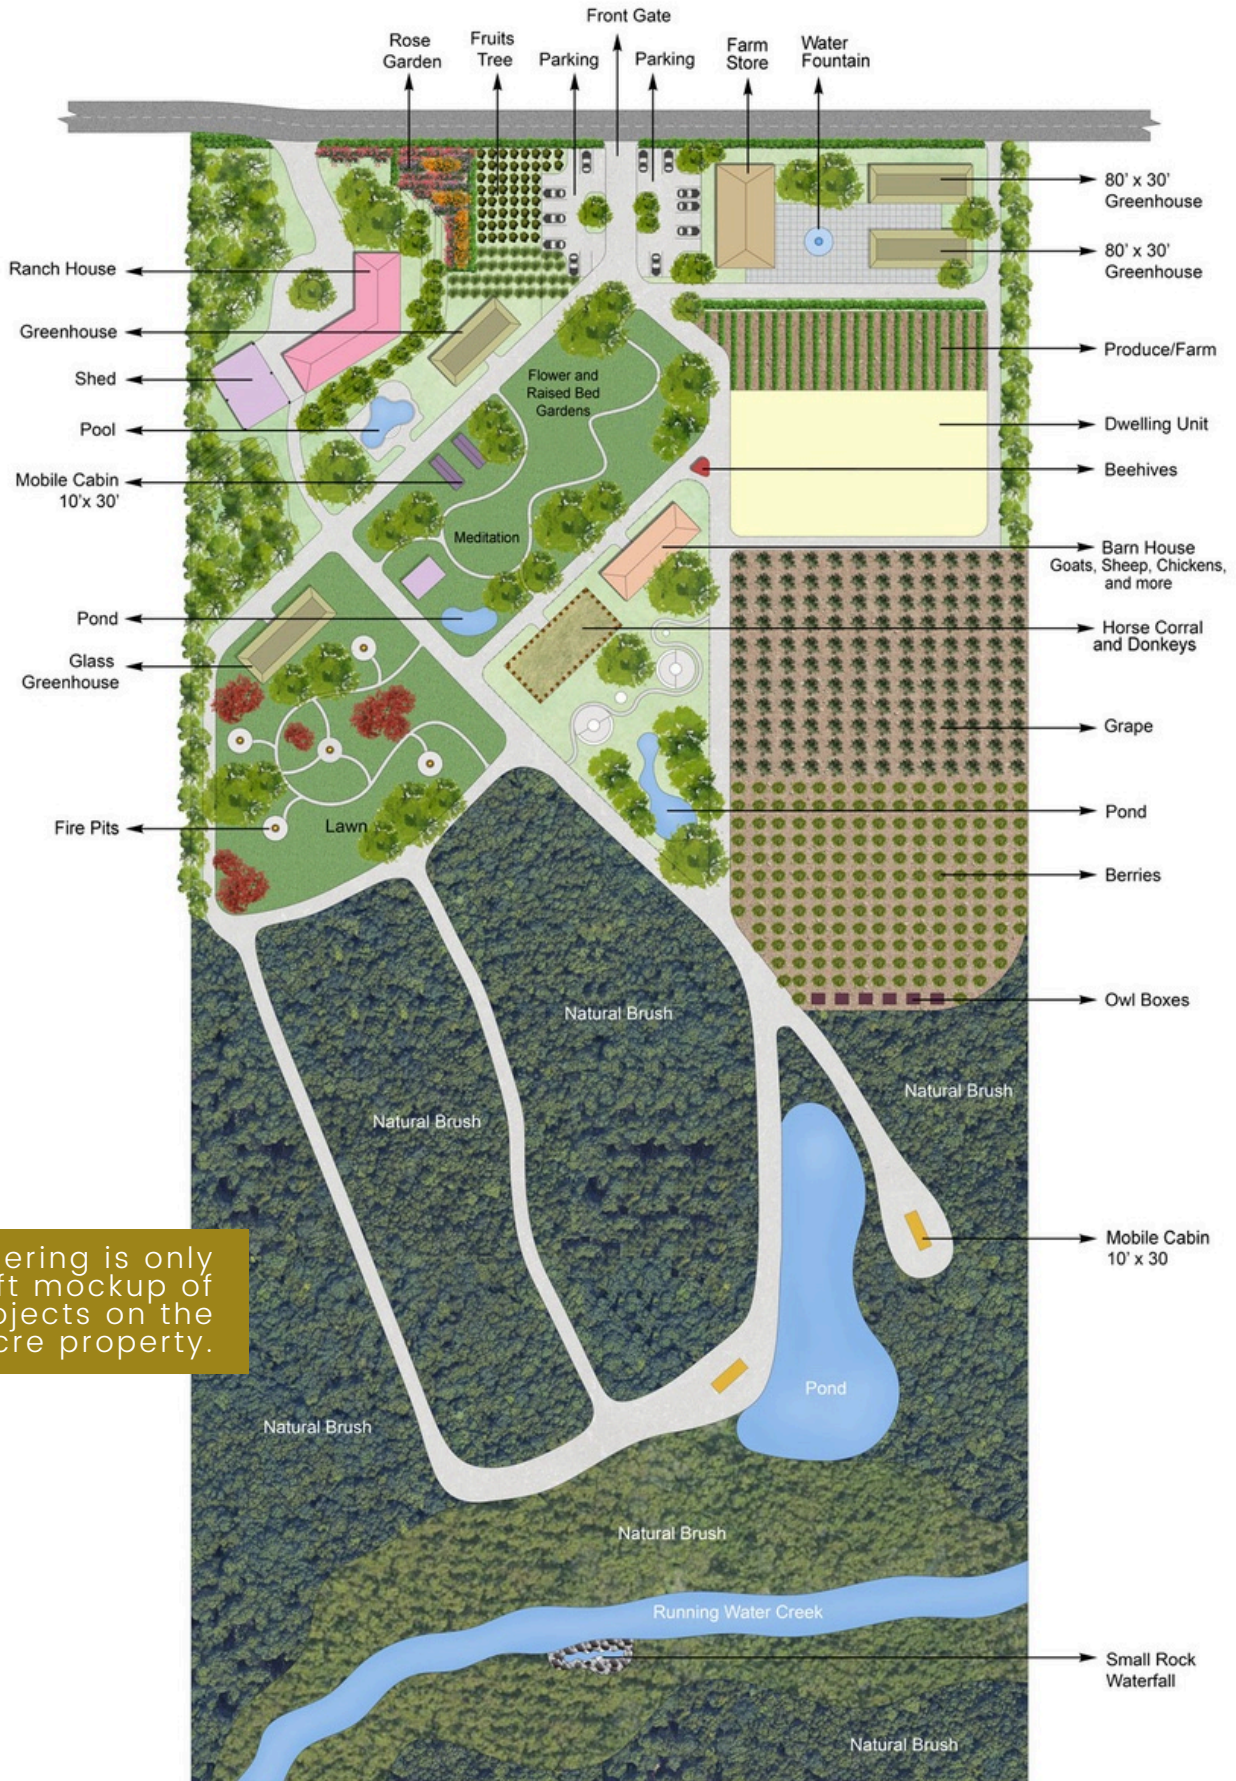 Front Gate
Rose
Garden
Fruits
Tree
Parking
Parking
Farm
Store
Water
Fountain
80' x 30'
Greenhouse
80' x 30'
Greenhouse
Ranch House
Greenhouse
Shed
Pool
Mobile Cabin
10'x 30'
Flower and
Raised Bed
Gardens
Produce/Farm
Dwelling Unit
Beehives
Meditation
Barn House
Goats, Sheep, Chickens,
and more
Pond
Glass
Greenhouse
Horse Corral
and Donkeys
Grape
Pond
Fire Pits
Lawn
Berries
Owl Boxes
Natural Brush
Natural Brush
Natural Brush
Mobile Cabin
10' x 30
ering is only
ft mockup of
ojects on the
cre property.
Pond
Natural Brush
Natural Brush
Running Water Creek
Small Rock
Waterfall
Natural Brush